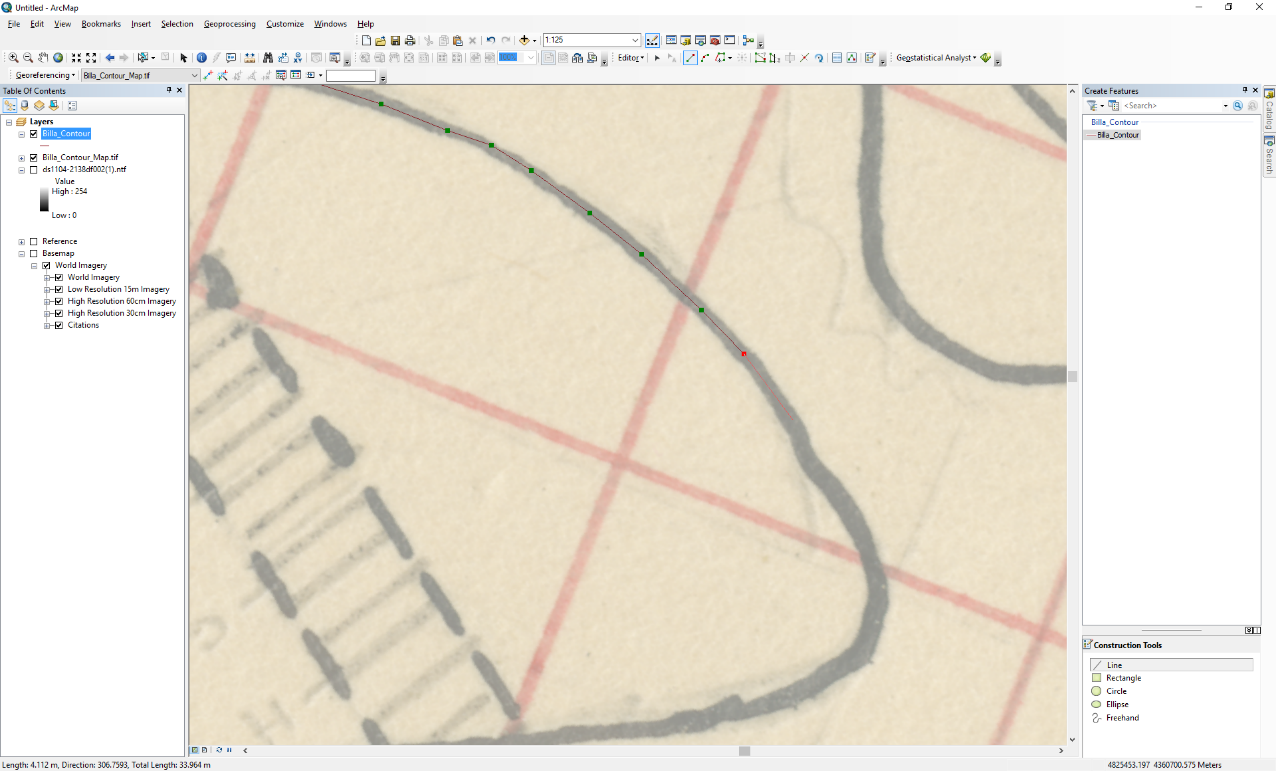 Untitled - ArcMap
File Edit View Bookmarks Insert Selection Geoprocessing Customize Windows Help
1:125
Editor
Geostatistical Analyst
Georeferencing
Billa_Contour_Map.tif
Table Of Contents
Layers
Billa_Contour
Billa_Contour_Map.tif
ds1104-2138df002(1).ntf
Value
High : 254
Low : 0
Reference
Basemap
World Imagery
World Imagery
Low Resolution 15m Imagery
High Resolution 60cm Imagery
High Resolution 30cm Imagery
Citations
Create Features
<Search>
Billa_Contour
Billa_Contour
Catalog
Search
Construction Tools
Line
Rectangle
Circle
Ellipse
Freehand
Length: 4.112 m, Direction: 306.7593, Total Length: 33.964 m
4825453.197 4360700.575 Meters